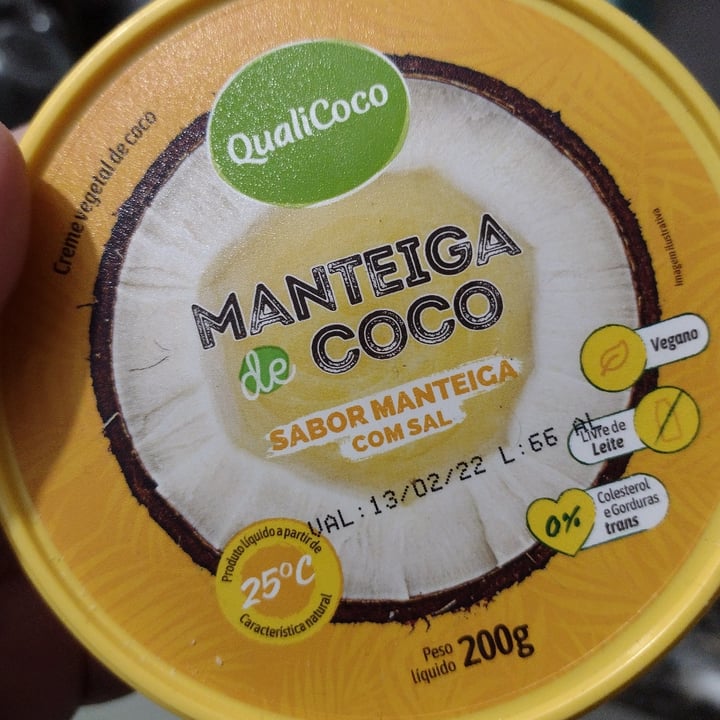 QualiCoco
Creme vegetal de coco
Imagem ilustrativa
MANTEIGA
de COCO
SABOR MANTEIGA
COM SAL
Vegano
Livre de
Leite
0%
Colesterol
e Gorduras
trans
VAL:13/02/22 L:66 AL
Produto líquido a partir de
25ºC
Característica natural
Peso
líquido 200g